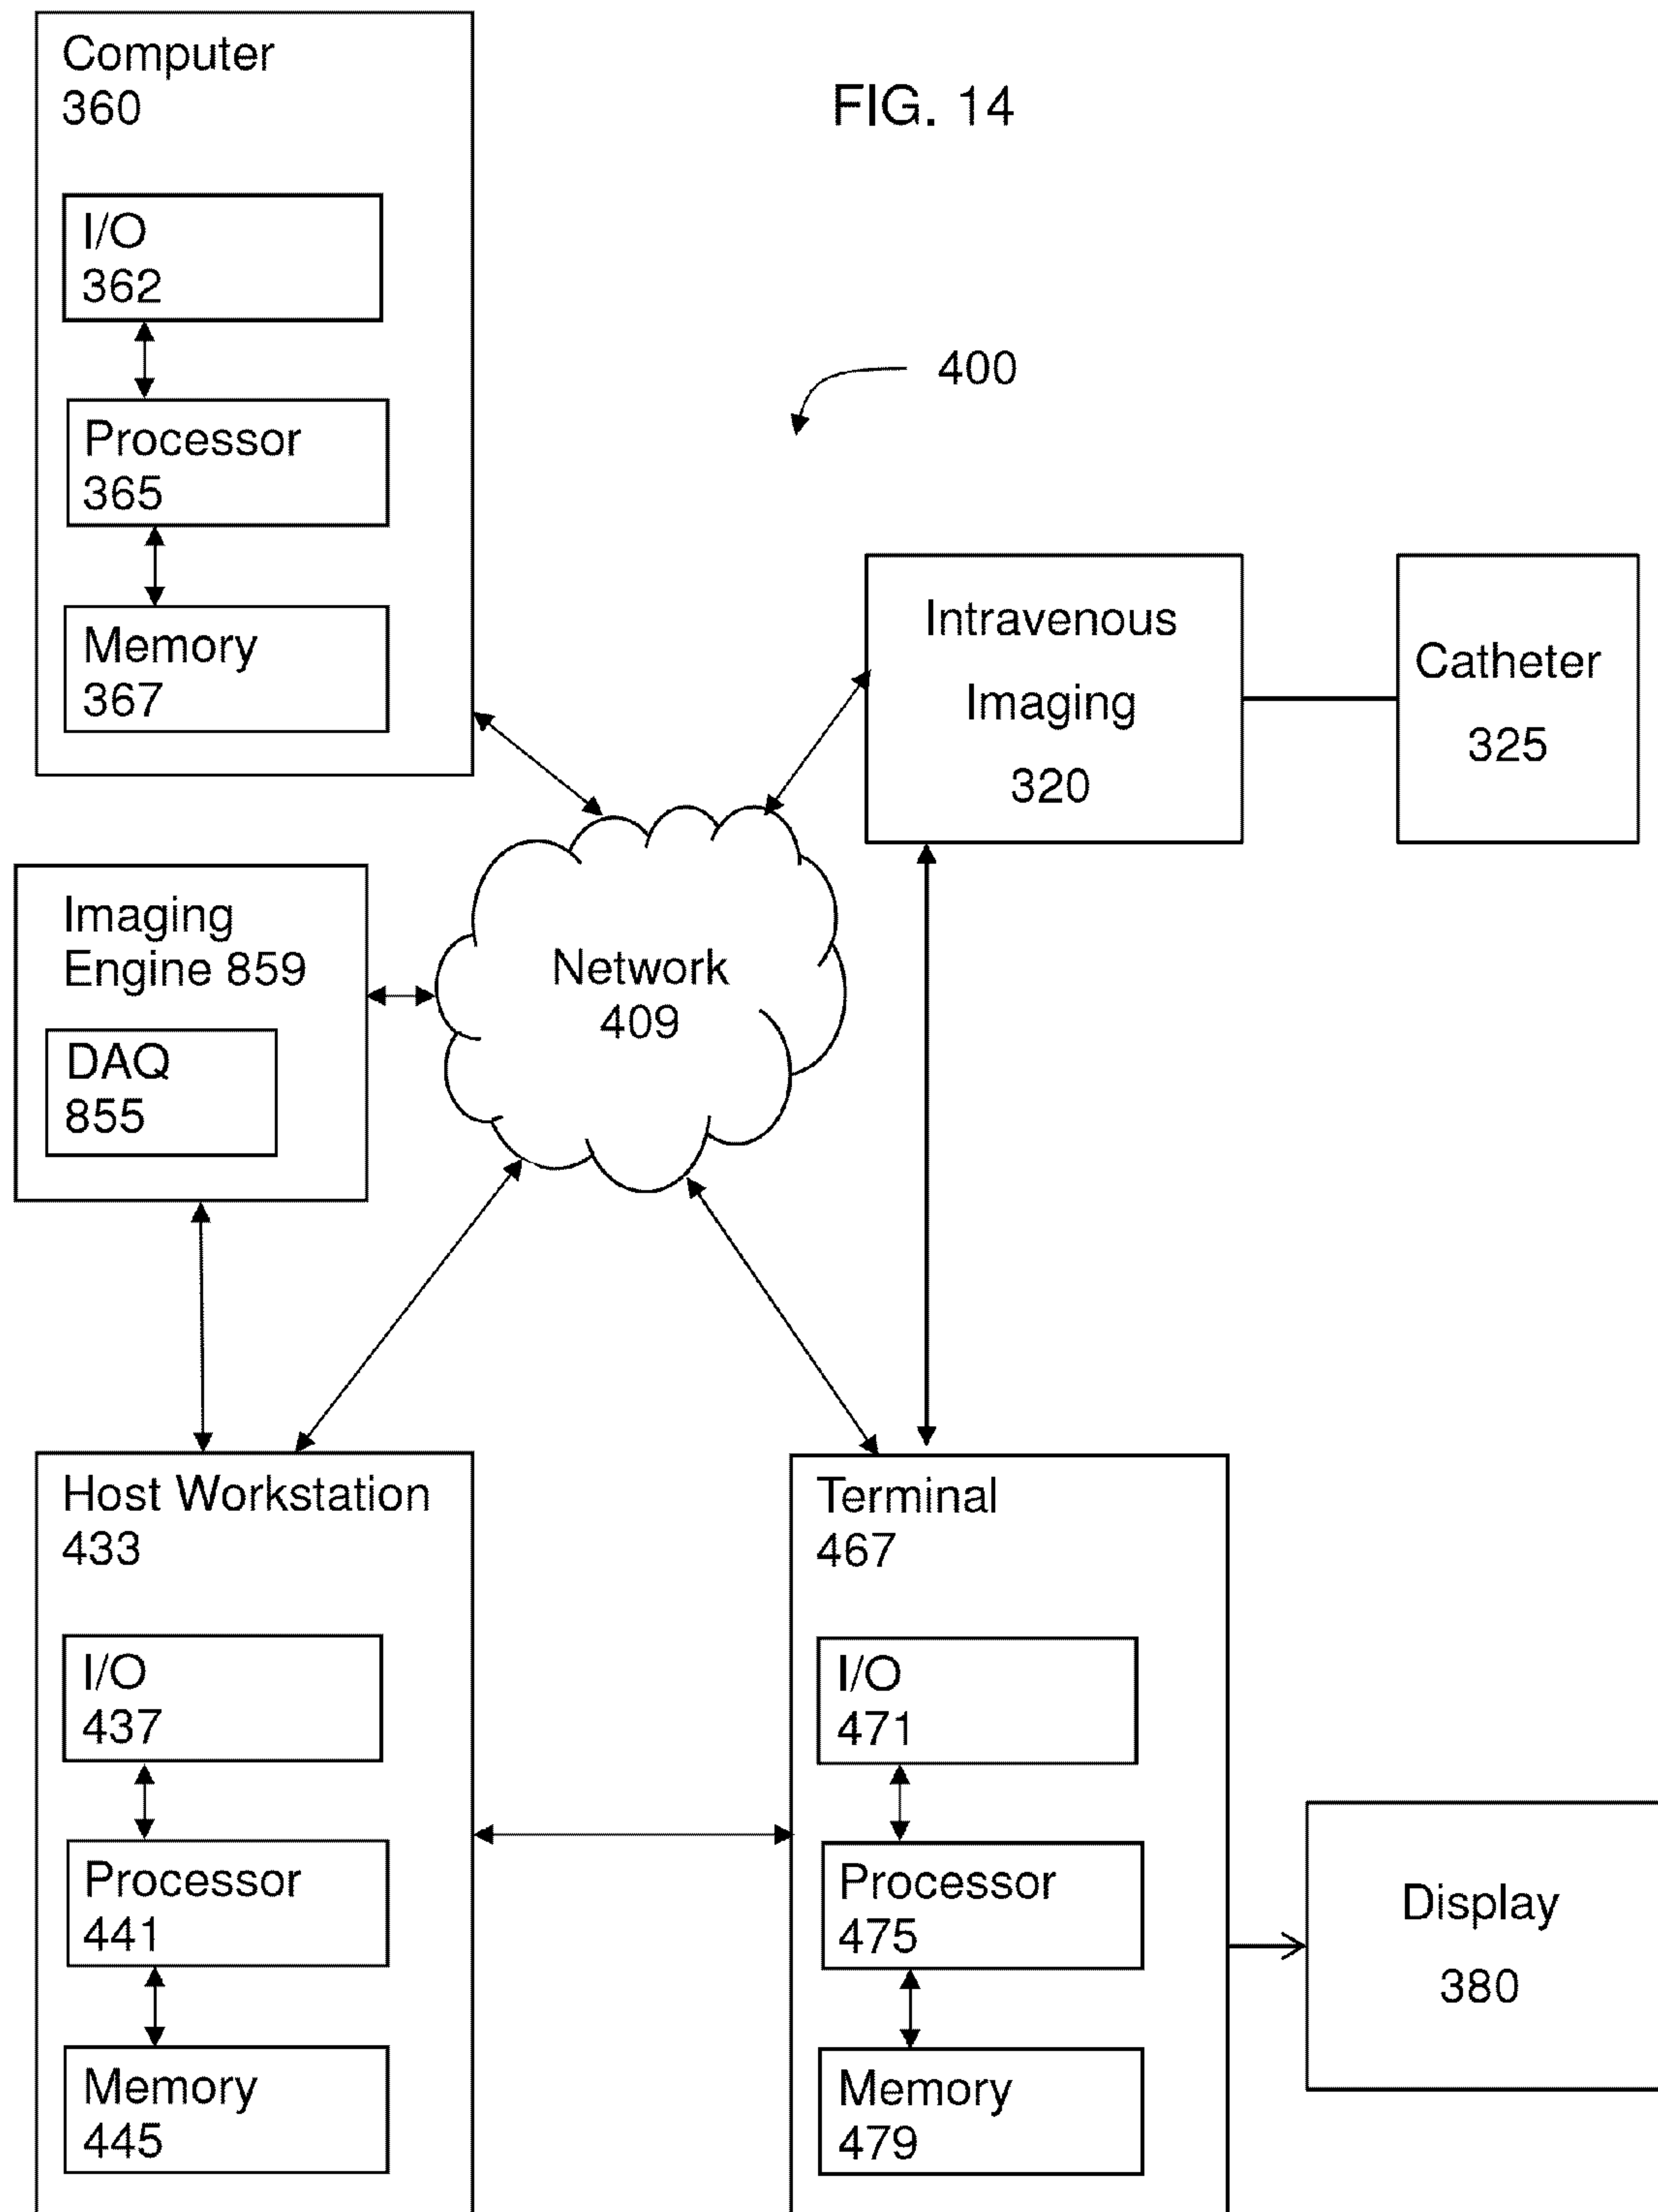 Computer
360
FIG. 14
I/O
362
Processor
365
Memory
367
400
Intravenous
Imaging
320
Catheter
325
Imaging
Engine 859
DAQ
855
Network
409
Host Workstation
433
I/O
437
Processor
441
Memory
445
Terminal
467
I/O
471
Processor
475
Memory
479
Display
380